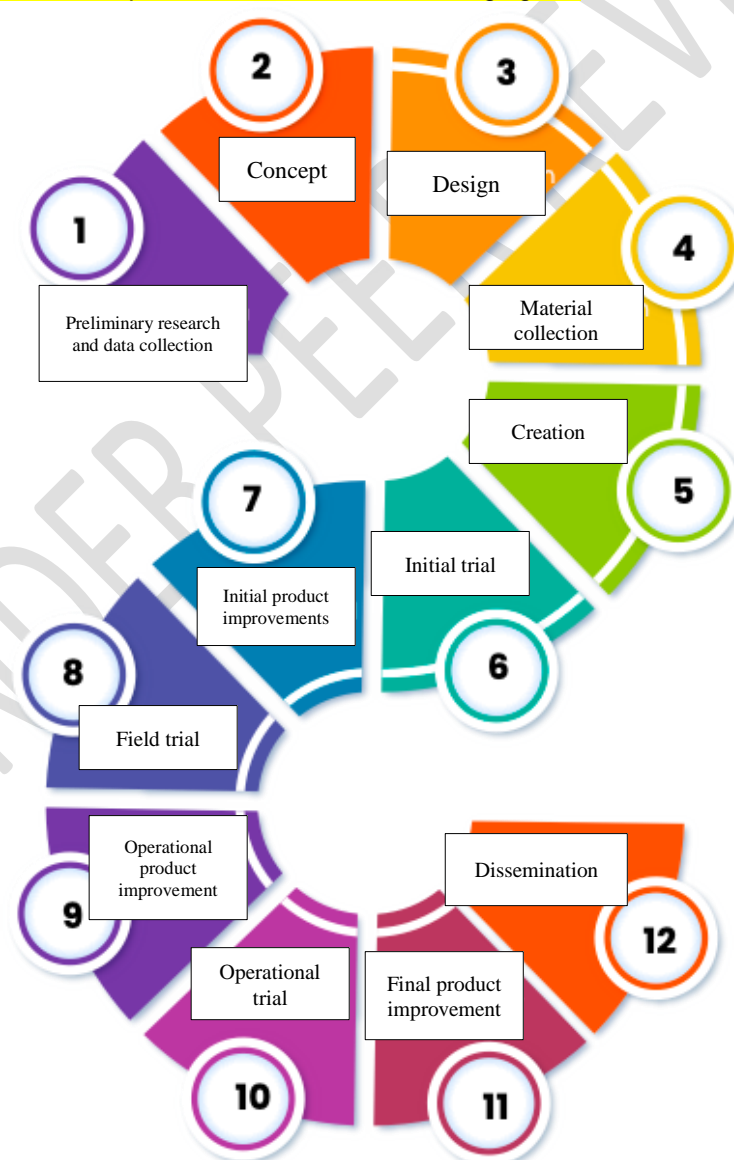 2
3
Concept
Design
1
4
Preliminary research
and data collection
Material
collection
Creation
5
7
Initial trial
Initial product
improvements
6
8
Field trial
Operational
product
improvement
9
Dissemination
12
Operational
trial
Final product
improvement
10
11